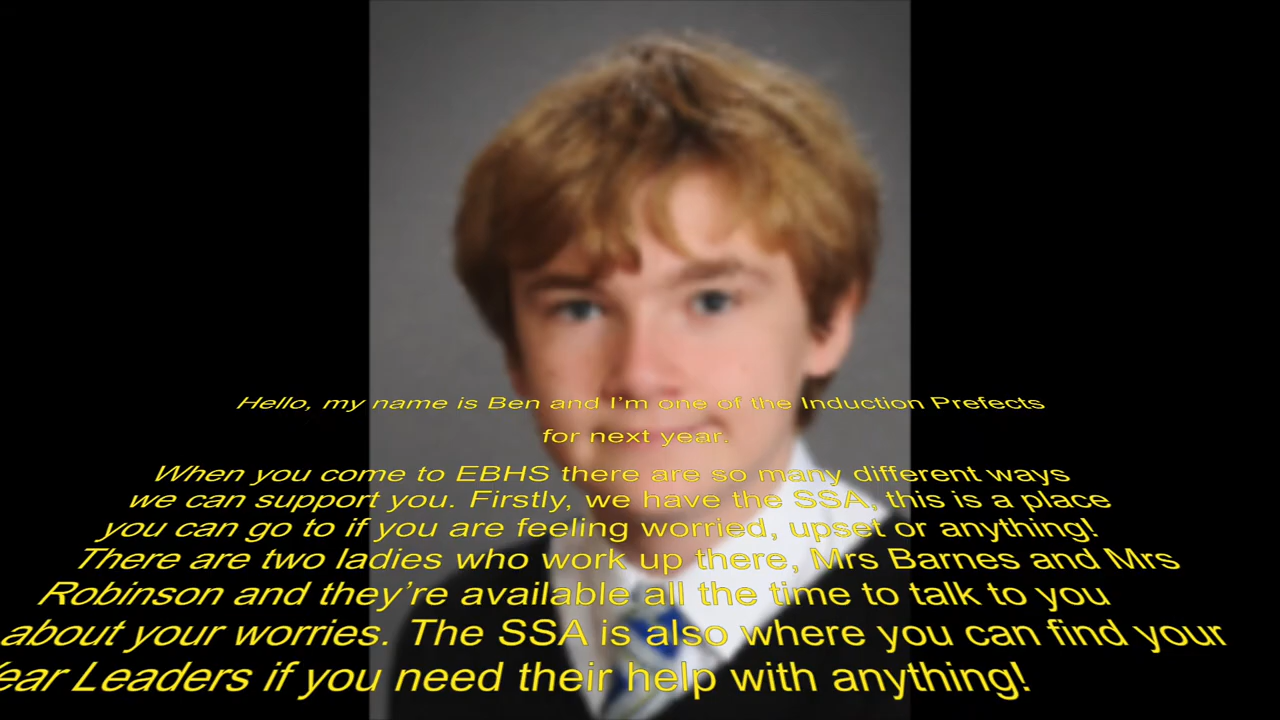 Hello, my name is Ben and I'm one of the Induction Prefects
for next year.
When you come to EBHS there are so many different ways
we can support you. Firstly, we have the SSA, this is a place
you can go to if you are feeling worried, upset or anything!
There are two ladies who work up there, Mrs Barnes and Mrs
Robinson and they’re available all the time to talk to you
about your worries. The SSA is also where you can find your
ear Leaders if you need their help with anything!